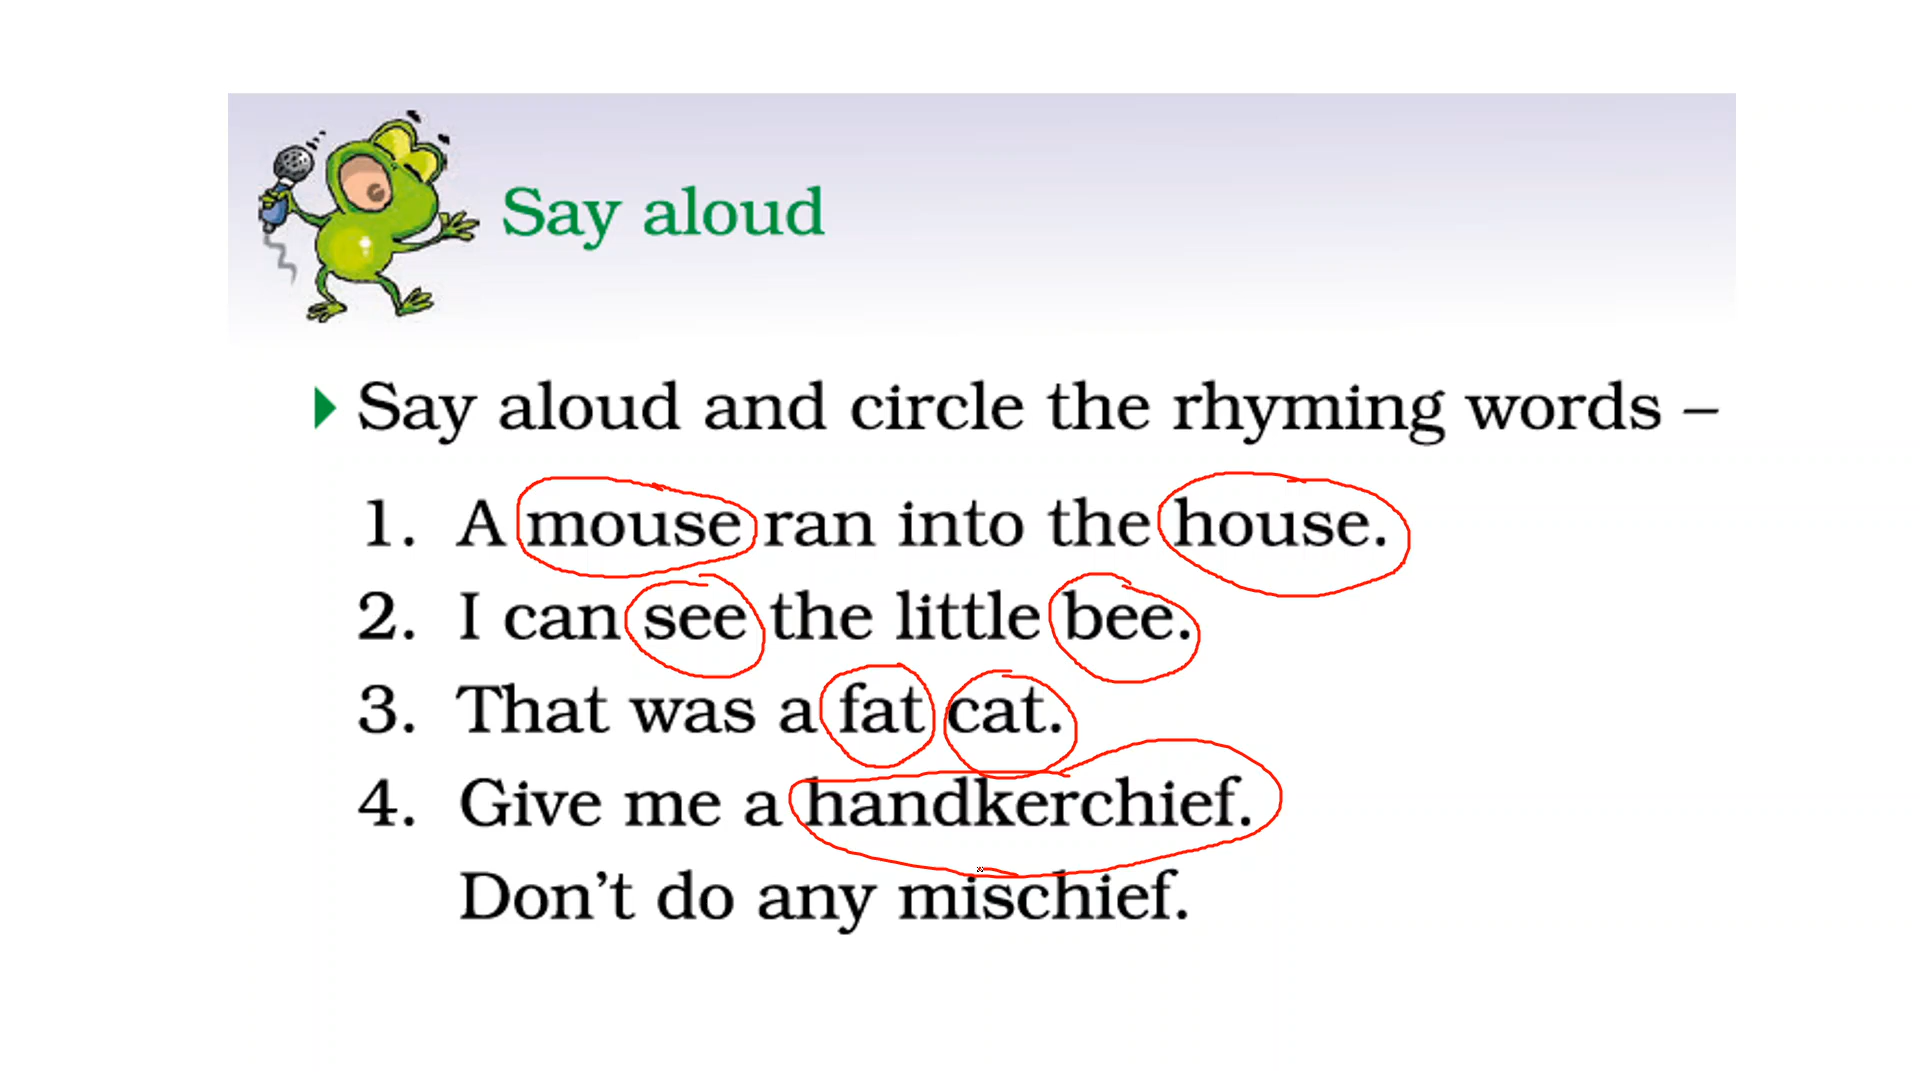 Say aloud
Say aloud and circle the rhyming words –
1. A mouse ran into the house.
2. I can see the little bee.
3. That was a fat cat.
4. Give me a handkerchief.
Don’t do any mischief.